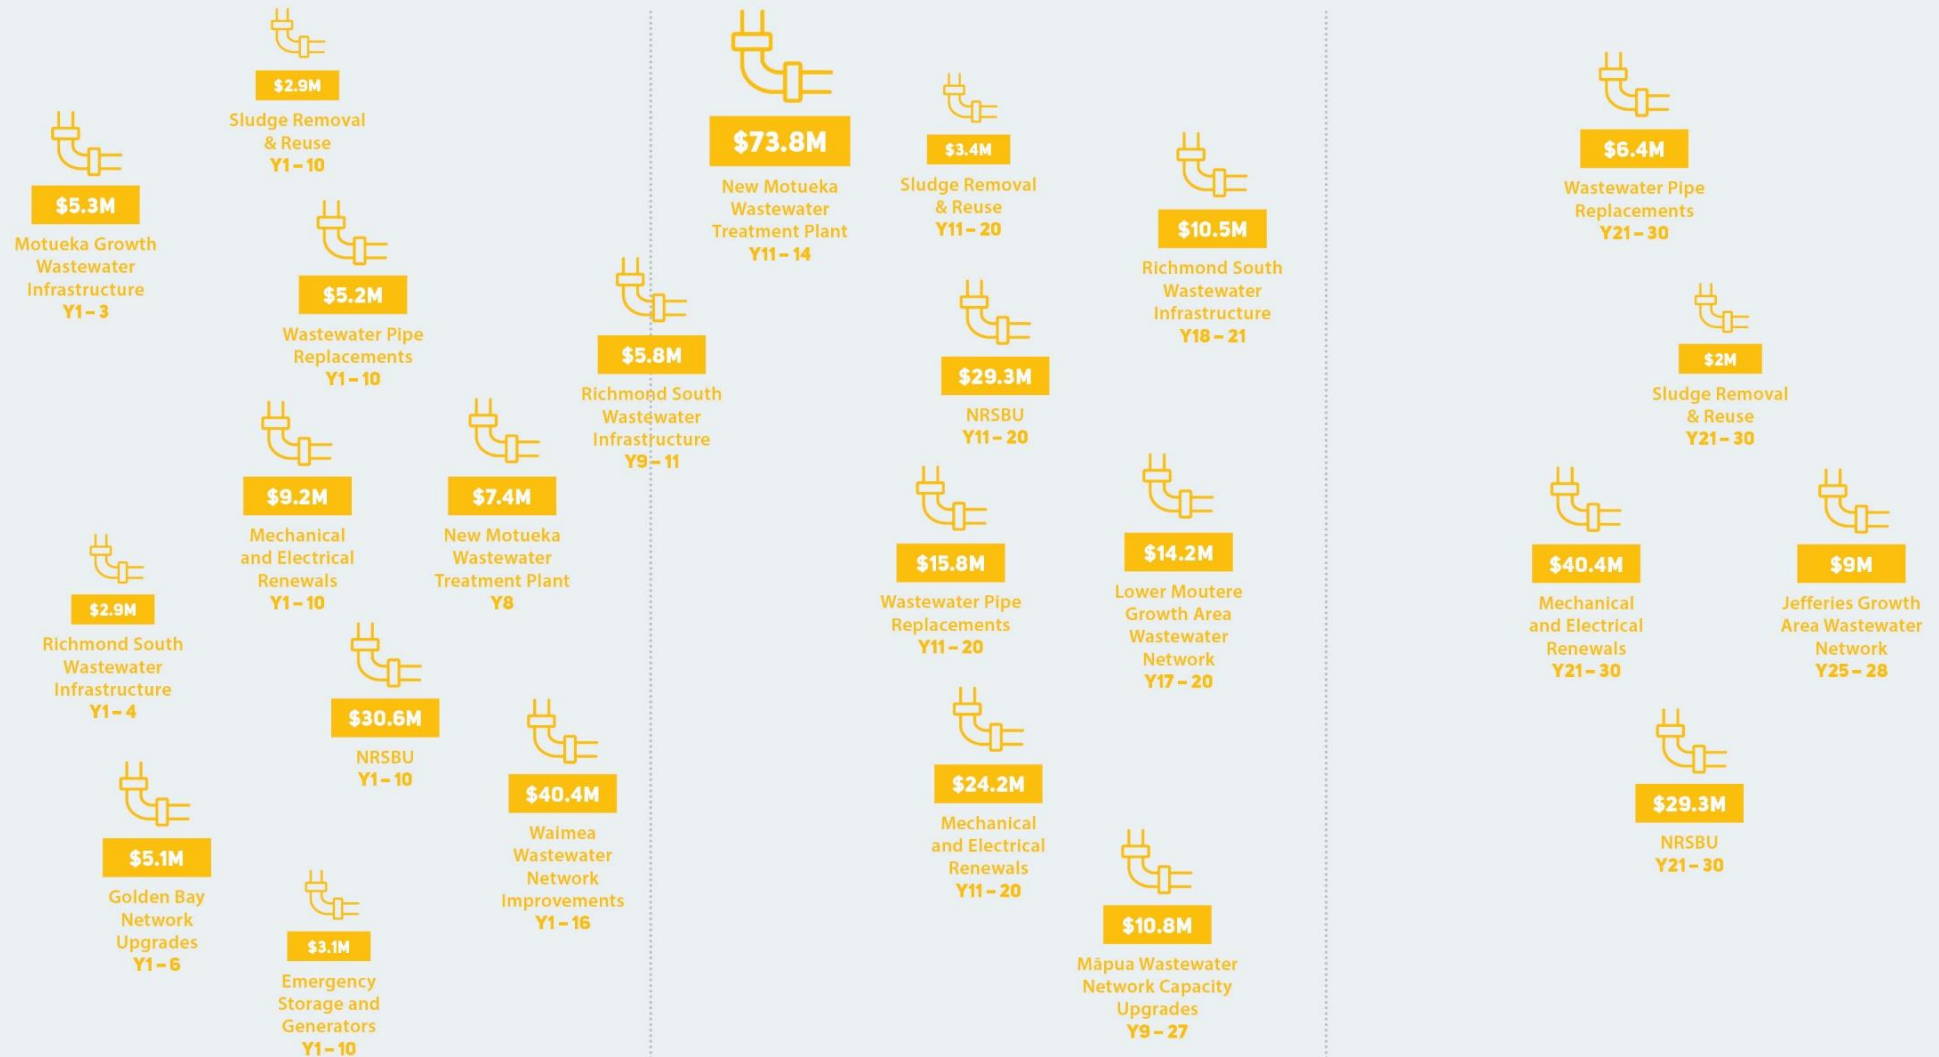 $2.9M
Sludge Removal
& Reuse
Y1 – 10
$5.3M
Motueka Growth
Wastewater
Infrastructure
Y1 – 3
$5.2M
Wastewater Pipe
Replacements
Y1 – 10
$5.8M
Richmond South
Wastewater
Infrastructure
Y9 – 11
$9.2M
Mechanical
and Electrical
Renewals
Y1 – 10
$7.4M
New Motueka
Wastewater
Treatment Plant
Y8
$2.9M
Richmond South
Wastewater
Infrastructure
Y1 – 4
$30.6M
NRSBU
Y1 – 10
$40.4M
Waimea
Wastewater
Network
Improvements
Y1 – 16
$5.1M
Golden Bay
Network
Upgrades
Y1 – 6
$3.1M
Emergency
Storage and
Generators
Y1 – 10
$73.8M
New Motueka
Wastewater
Treatment Plant
Y11 – 14
$3.4M
Sludge Removal
& Reuse
Y11 – 20
$10.5M
Richmond South
Wastewater
Infrastructure
Y18 – 21
$29.3M
NRSBU
Y11 – 20
$15.8M
Wastewater Pipe
Replacements
Y11 – 20
$14.2M
Lower Moutere
Growth Area
Wastewater
Network
Y17 – 20
$24.2M
Mechanical
and Electrical
Renewals
Y11 – 20
$10.8M
Māpua Wastewater
Network Capacity
Upgrades
Y9 – 27
$6.4M
Wastewater Pipe
Replacements
Y21 – 30
$2M
Sludge Removal
& Reuse
Y21 – 30
$40.4M
Mechanical
and Electrical
Renewals
Y21 – 30
$9M
Jefferies Growth
Area Wastewater
Network
Y25 – 28
$29.3M
NRSBU
Y21 – 30